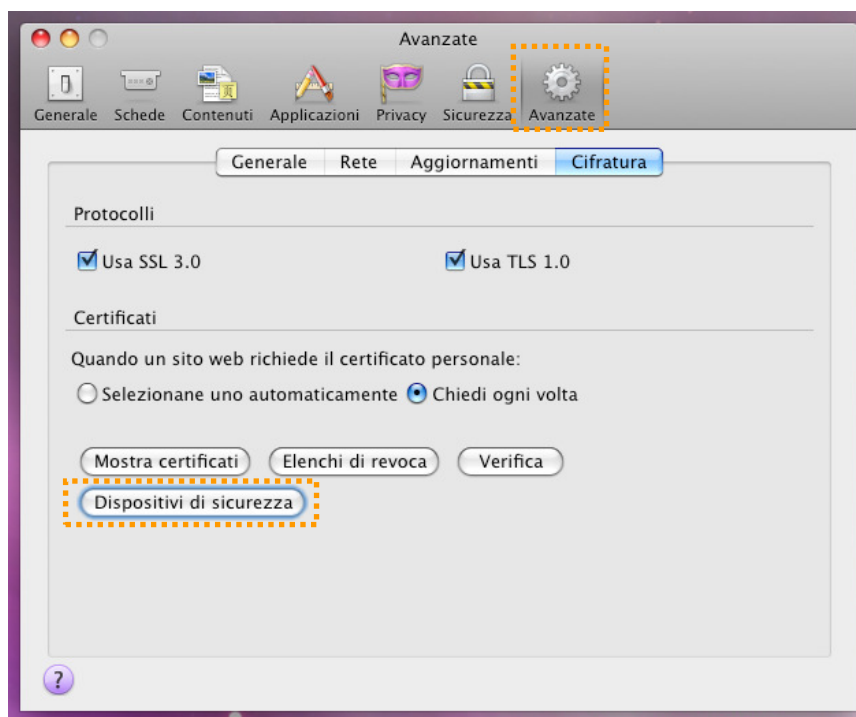 Avanzate
Generale Schede Contenuti Applicazioni Privacy Sicurezza Avanzate
Generale Rete Aggiornamenti Cifratura
Protocolli
Usa SSL 3.0 Usa TLS 1.0
Certificati
Quando un sito web richiede il certificato personale:
Selezionane uno automaticamente Chiedi ogni volta
Mostra certificati Elenchi di revoca Verifica
Dispositivi di sicurezza
?